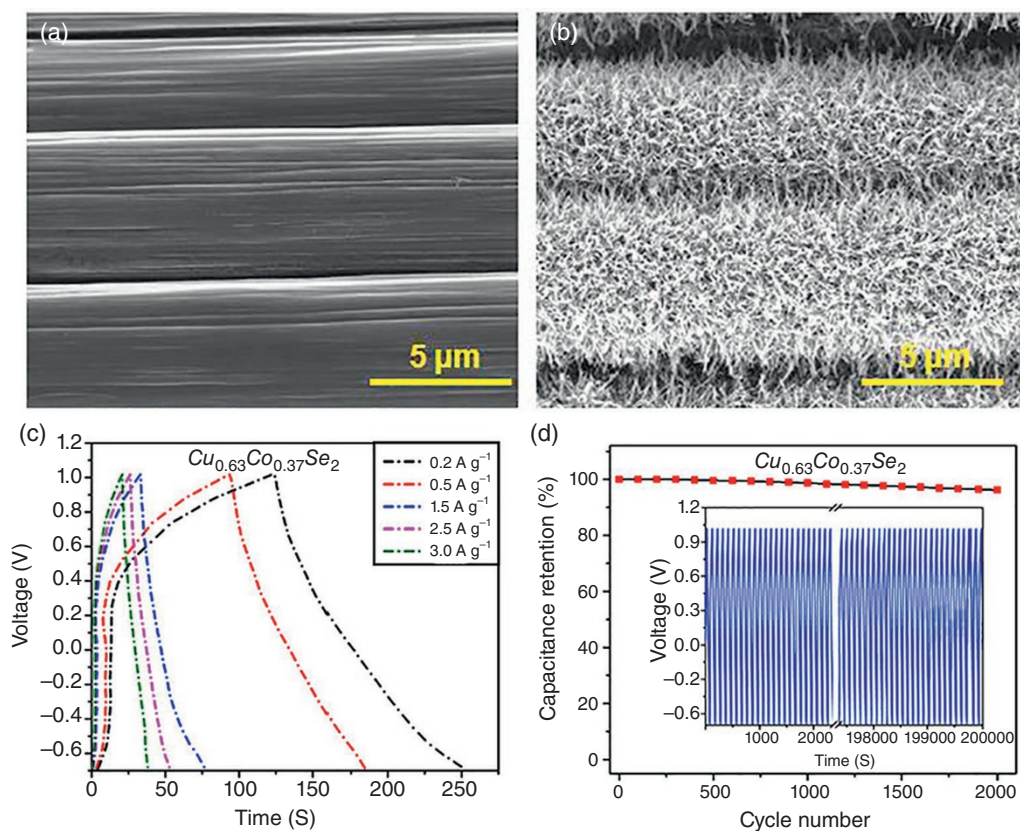 (a)
5 μm
(b)
5 μm
(c)
Cu0.63Co0.37Se2
0.2 A g⁻¹
0.5 A g⁻¹
1.5 A g⁻¹
2.5 A g⁻¹
3.0 A g⁻¹
1.2
1.0
0.8
0.6
0.4
0.2
0.0
−0.2
−0.4
−0.6
Voltage (V)
0 50 100 150 200 250
Time (S)
(d)
Cu0.63Co0.37Se2
100
80
60
40
20
0
Capacitance retention (%)
1.2
0.9
0.6
0.3
0.0
−0.3
−0.6
Voltage (V)
1000 2000 198000 199000 200000
Time (S)
0 500 1000 1500 2000
Cycle number